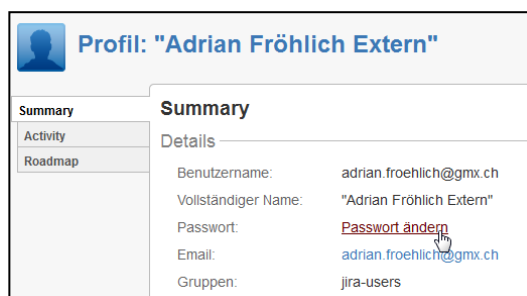 Profil: "Adrian Fröhlich Extern"
Summary
Activity
Roadmap
Summary
Details
Benutzername: adrian.froehlich@gmx.ch
Vollständiger Name: "Adrian Fröhlich Extern"
Passwort: Passwort ändern
Email: adrian.froehlich@gmx.ch
Gruppen: jira-users